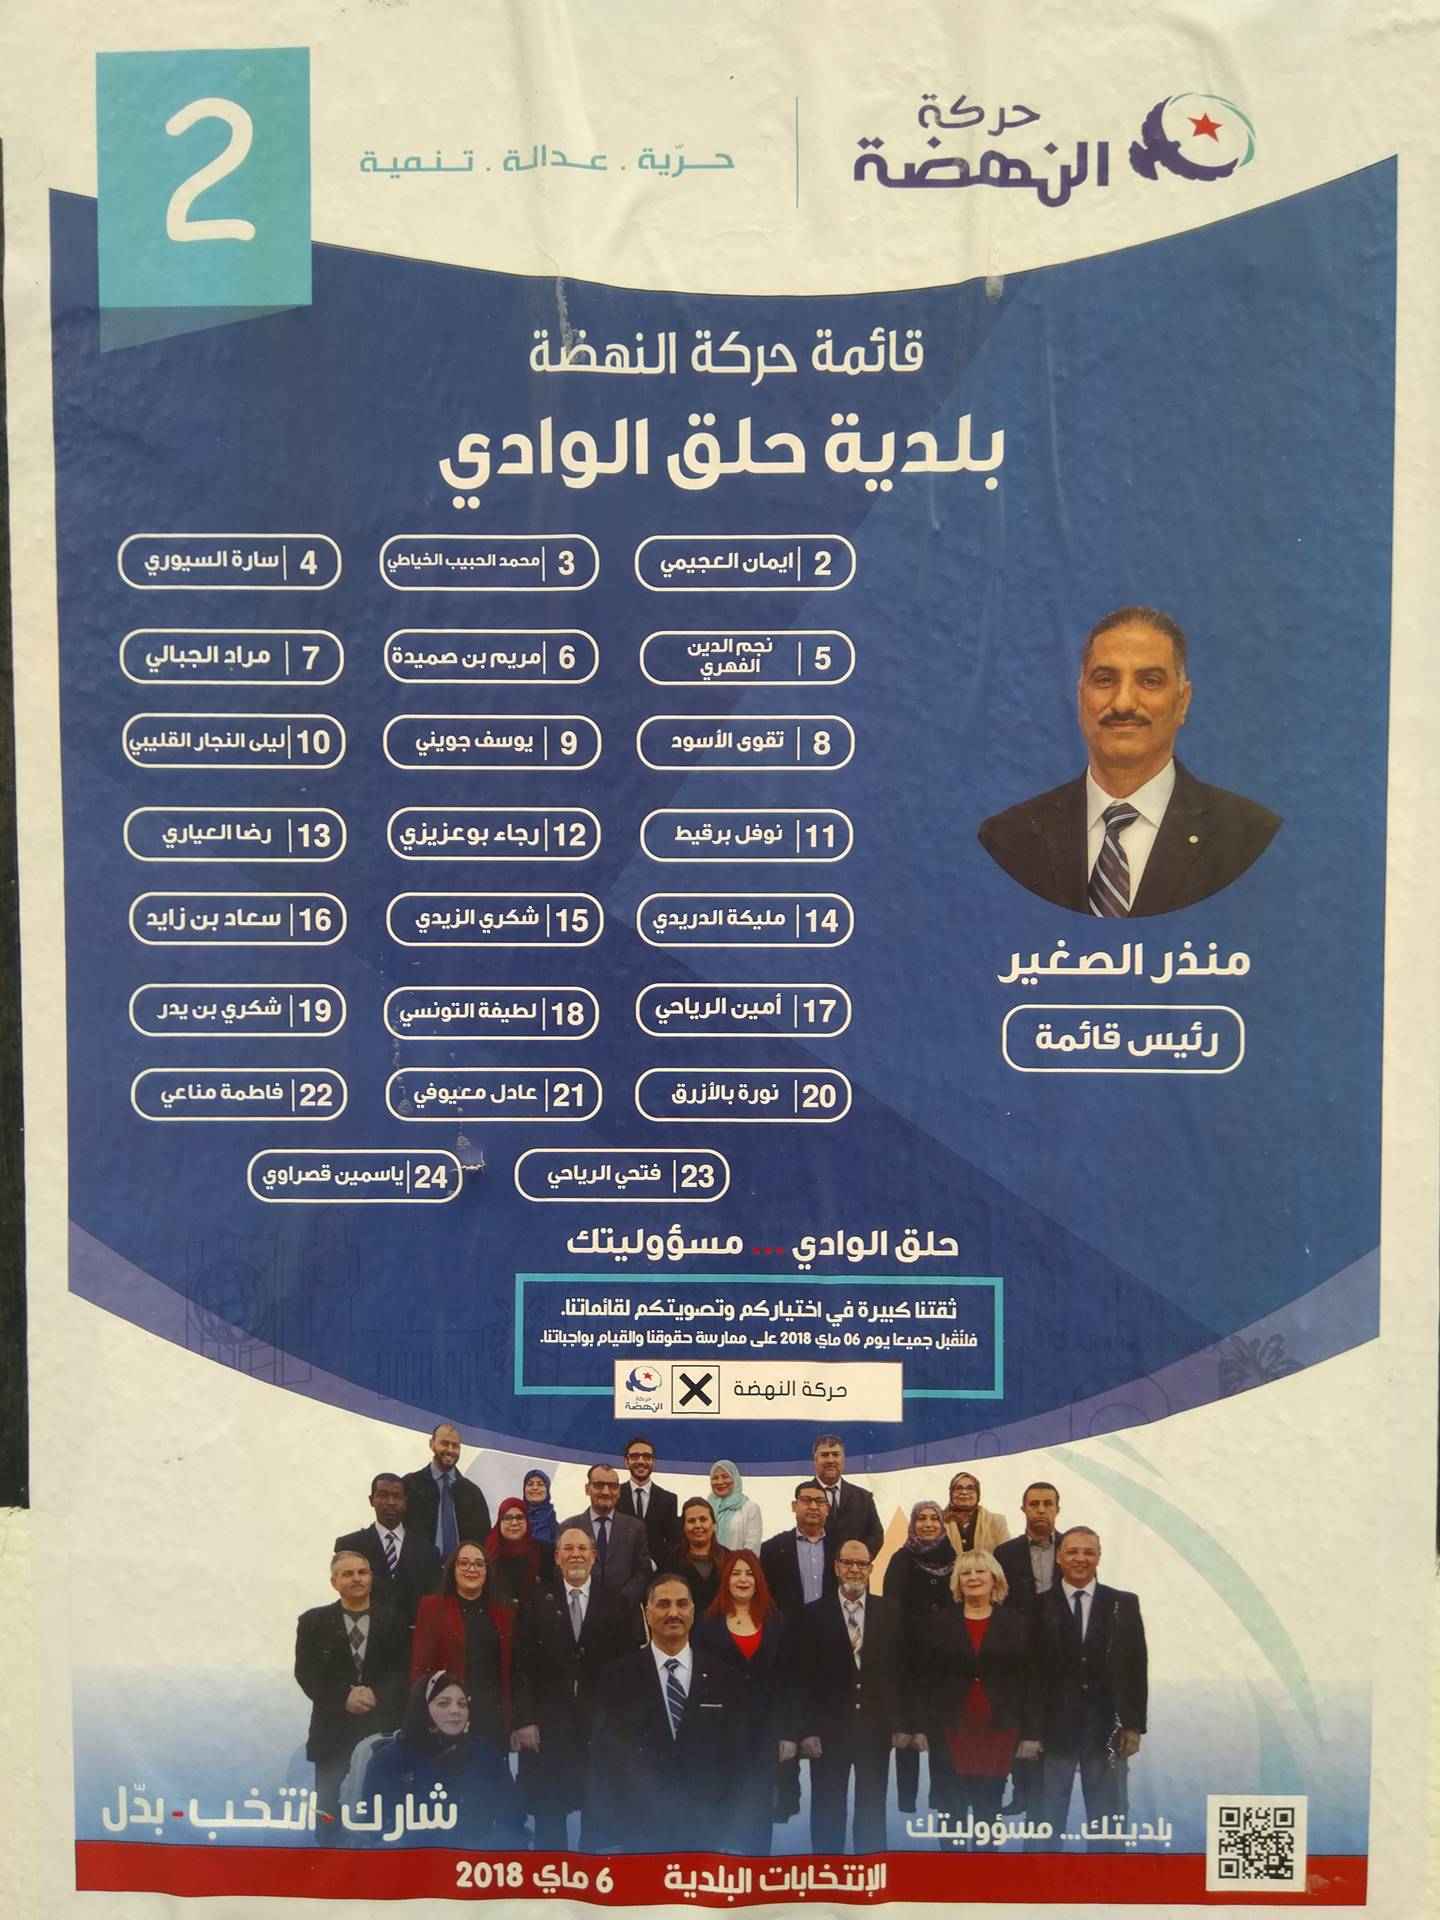 2
حرّية . عدالة . تنمية
حركة
النهضة
قائمة حركة النهضة
بلدية حلق الوادي
منذر الصغير
رئيس قائمة
2 ايمان العجيمي
3 محمد الحبيب الخياطي
4 سارة السيوري
5 نجم الدين
الفهري
6 مريم بن صميدة
7 مراد الجبالي
8 تقوى الأسود
9 يوسف جويني
10 ليلى النجار القليبي
11 نوفل برقيط
12 رجاء بوعزيزي
13 رضا العياري
14 مليكة الدريدي
15 شكري الزيدي
16 سعاد بن زايد
17 أمين الرياحي
18 لطيفة التونسي
19 شكري بن يدر
20 نورة بالأزرق
21 عادل معيوفي
22 فاطمة مناعي
23 فتحي الرياحي
24 ياسمين قصراوي
حلق الوادي ... مسؤوليتك
ثقتنا كبيرة في اختياركم وتصويتكم لقائماتنا.
فلنُقبل جميعا يوم 06 ماي 2018 على ممارسة حقوقنا والقيام بواجباتنا.
حركة النهضة
حركة
النهضة
شارك-انتخب-بدّل
بلديتك... مسؤوليتك
الإنتخابات البلدية 6 ماي 2018